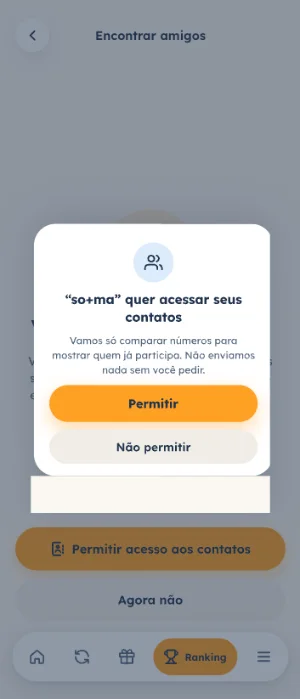 Encontrar amigos
“so+ma” quer acessar seus
contatos
Vamos só comparar números para
mostrar quem já participa. Não enviamos
nada sem você pedir.
Permitir
Não permitir
Permitir acesso aos contatos
Agora não
Ranking